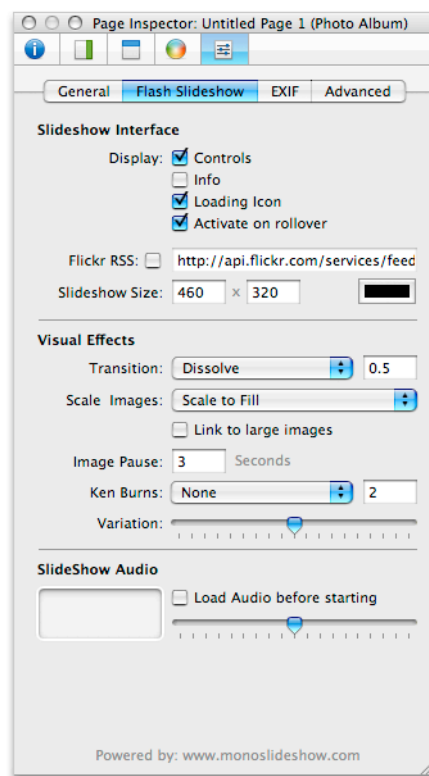 Page Inspector: Untitled Page 1 (Photo Album)
General Flash Slideshow EXIF Advanced
Slideshow Interface
Display: Controls
Info
Loading Icon
Activate on rollover
Flickr RSS: http://api.flickr.com/services/feed
Slideshow Size: 460 x 320
Visual Effects
Transition: Dissolve 0.5
Scale Images: Scale to Fill
Link to large images
Image Pause: 3 Seconds
Ken Burns: None 2
Variation:
SlideShow Audio
Load Audio before starting
Powered by: www.monoslideshow.com